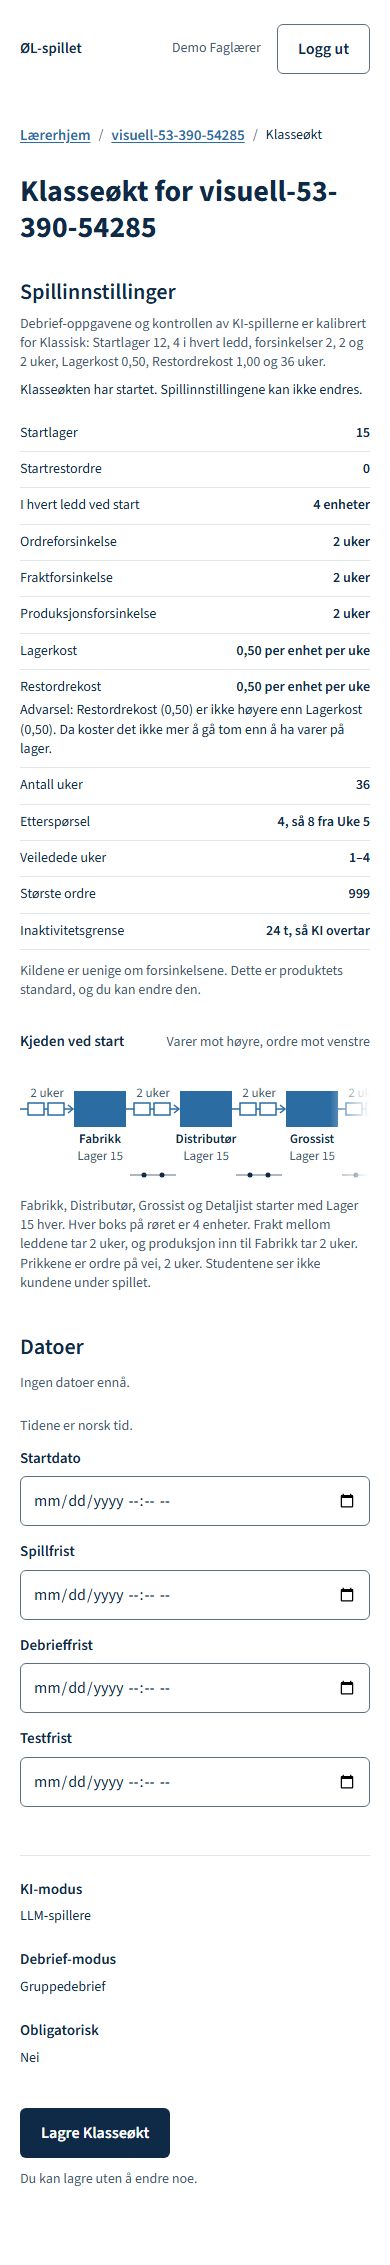 ØL-spillet
Demo Faglærer
Logg ut
Lærerhjem / visuell-53-390-54285 / Klasseøkt
Klasseøkt for visuell-53-
390-54285
Spillinnstillinger
Debrief-oppgavene og kontrollen av KI-spillerne er kalibrert
for Klassisk: Startlager 12, 4 i hvert ledd, forsinkelser 2, 2 og
2 uker, Lagerkost 0,50, Restordrekost 1,00 og 36 uker.
Klasseøkten har startet. Spillinnstillingene kan ikke endres.
Startlager 15
Startrestordre 0
I hvert ledd ved start 4 enheter
Ordreforsinkelse 2 uker
Fraktforsinkelse 2 uker
Produksjonsforsinkelse 2 uker
Lagerkost 0,50 per enhet per uke
Restordrekost 0,50 per enhet per uke
Advarsel: Restordrekost (0,50) er ikke høyere enn Lagerkost
(0,50). Da koster det ikke mer å gå tom enn å ha varer på
lager.
Antall uker 36
Etterspørsel 4, så 8 fra Uke 5
Veiledede uker 1–4
Største ordre 999
Inaktivitetsgrense 24 t, så KI overtar
Kildene er uenige om forsinkelsene. Dette er produktets
standard, og du kan endre den.
Kjeden ved start Varer mot høyre, ordre mot venstre
2 uker 2 uker 2 uker 2 u
Fabrikk Distributør Grossist
Lager 15 Lager 15 Lager 15
Fabrikk, Distributør, Grossist og Detaljist starter med Lager
15 hver. Hver boks på røret er 4 enheter. Frakt mellom
leddene tar 2 uker, og produksjon inn til Fabrikk tar 2 uker.
Prikkene er ordre på vei, 2 uker. Studentene ser ikke
kundene under spillet.
Datoer
Ingen datoer ennå.
Tidene er norsk tid.
Startdato
mm/dd/yyyy --:-- --
Spillfrist
mm/dd/yyyy --:-- --
Debrieffrist
mm/dd/yyyy --:-- --
Testfrist
mm/dd/yyyy --:-- --
KI-modus
LLM-spillere
Debrief-modus
Gruppedebrief
Obligatorisk
Nei
Lagre Klasseøkt
Du kan lagre uten å endre noe.